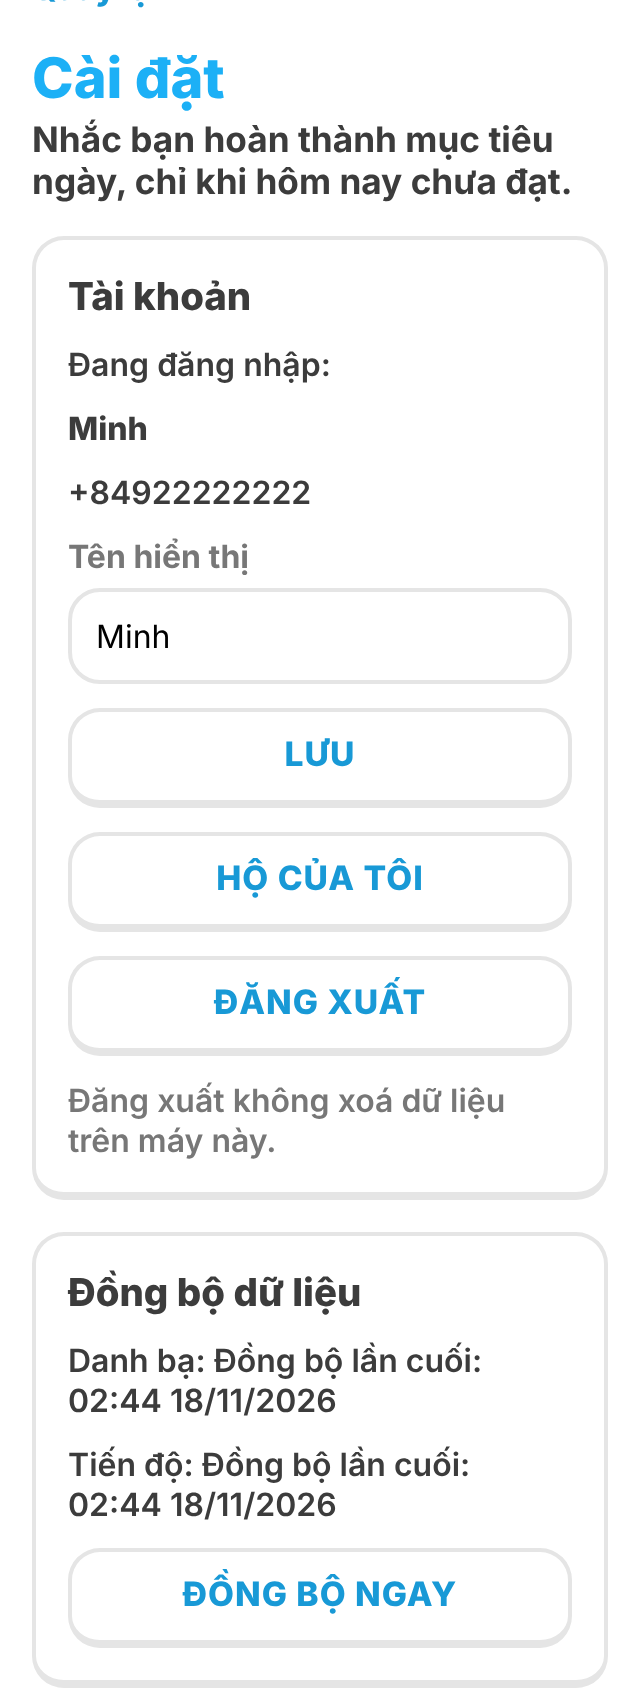 Cài đặt
Nhắc bạn hoàn thành mục tiêu
ngày, chỉ khi hôm nay chưa đạt.
Tài khoản
Đang đăng nhập:
Minh
+84922222222
Tên hiển thị
Minh
LƯU
HỘ CỦA TÔI
ĐĂNG XUẤT
Đăng xuất không xoá dữ liệu
trên máy này.
Đồng bộ dữ liệu
Danh bạ: Đồng bộ lần cuối:
02:44 18/11/2026
Tiến độ: Đồng bộ lần cuối:
02:44 18/11/2026
ĐỒNG BỘ NGAY